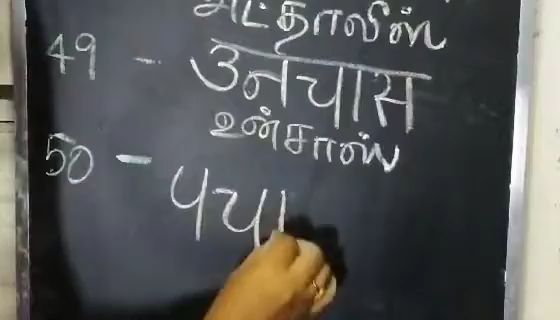 அட்தாலிஸ்
49 - उनचास
உன்சாஸ்
50 - पचा